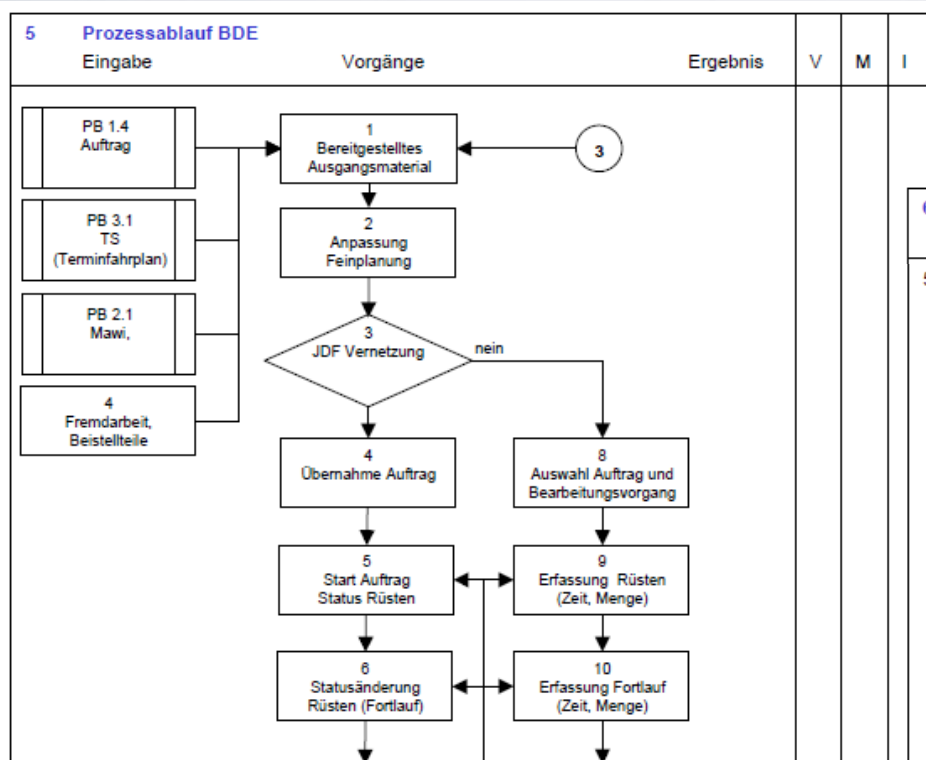 5 Prozessablauf BDE
Eingabe Vorgänge Ergebnis V M I
PB 1.4
Auftrag
1
Bereitgestelltes
Ausgangsmaterial
3
PB 3.1
TS
(Terminfahrplan)
2
Anpassung
Feinplanung
PB 2.1
Mawi,
3
JDF Vernetzung
nein
4
Fremdarbeit,
Beistellteile
4
Übernahme Auftrag
8
Auswahl Auftrag und
Bearbeitungsvorgang
5
Start Auftrag
Status Rüsten
9
Erfassung Rüsten
(Zeit, Menge)
6
Statusänderung
Rüsten (Fortlauf)
10
Erfassung Fortlauf
(Zeit, Menge)